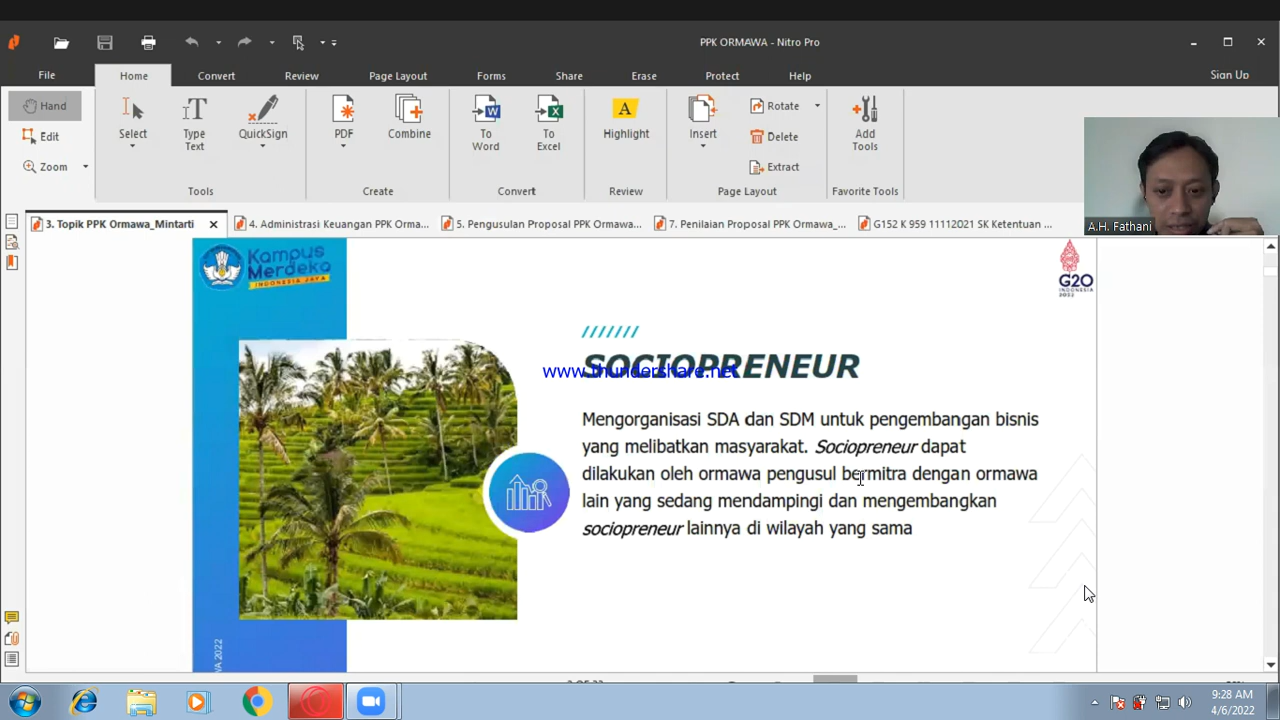 PPK ORMAWA - Nitro Pro
File
Home
Convert
Review
Page Layout
Forms
Share
Erase
Protect
Help
Sign Up
Hand
Edit
Zoom
Select
Type
Text
QuickSign
Tools
PDF
Combine
Create
To
Word
To
Excel
Convert
Highlight
Review
Insert
Rotate
Delete
Extract
Page Layout
Add
Tools
Favorite Tools
A.H. Fathani
3. Topik PPK Ormawa_Mintarti
4. Administrasi Keuangan PPK Orma...
5. Pengusulan Proposal PPK Ormawa...
7. Penilaian Proposal PPK Ormawa_...
G152 K 959 11112021 SK Ketentuan ...
Kampus
Merdeka
INDONESIA JAYA
G20
INDONESIA
2022
SOCIOPRENEUR
www.thundershare.net
Mengorganisasi SDA dan SDM untuk pengembangan bisnis
yang melibatkan masyarakat. Sociopreneur dapat
dilakukan oleh ormawa pengusul bermitra dengan ormawa
lain yang sedang mendampingi dan mengembangkan
sociopreneur lainnya di wilayah yang sama
WA 2022
9:28 AM
4/6/2022